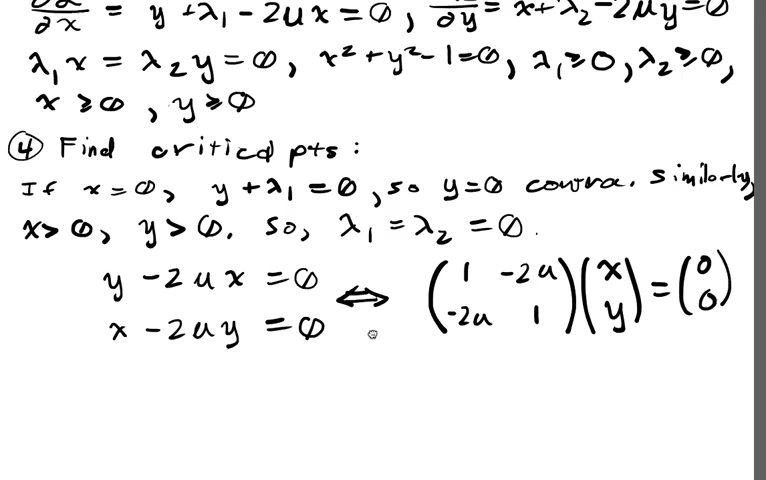 ∂x = y + λ₁ - 2ux = 0, ∂y = x + λ₂ - 2uy = 0
λ₁x = λ₂y = 0, x² + y² - 1 = 0, λ₁ ≥ 0, λ₂ ≥ 0,
x ≥ 0, y ≥ 0
④ Find critical pts:
If x = 0, y + λ₁ = 0, so y = 0 contra. similarly,
x > 0, y > 0. so, λ₁ = λ₂ = 0.
y - 2ux = 0 ⟺ (1 -2u) (x) = (0)
x - 2uy = 0 (-2u 1) (y) (0)